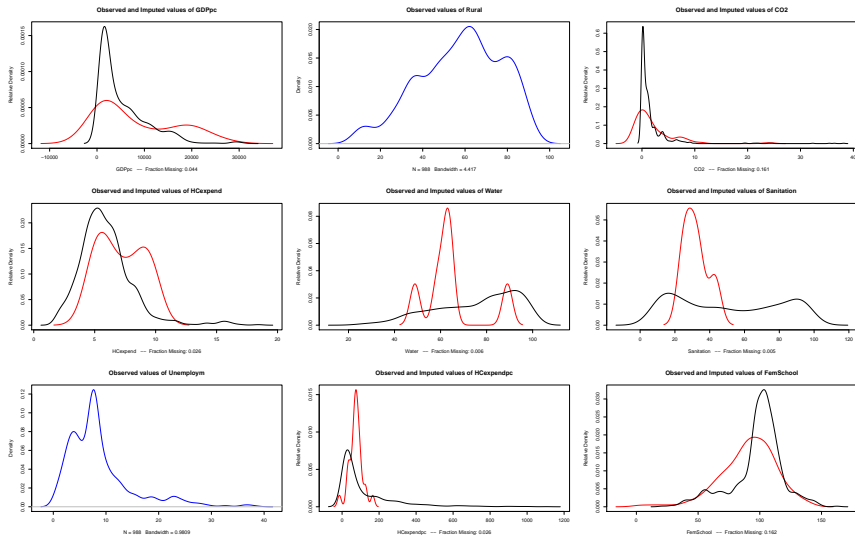 Observed and Imputed values of GDPpc
Relative Density
0.00000 0.00005 0.00010 0.00015
−10000 0 10000 20000 30000
GDPpc −− Fraction Missing: 0.044
Observed values of Rural
Density
0.000 0.005 0.010 0.015 0.020
0 20 40 60 80 100
N = 988 Bandwidth = 4.417
Observed and Imputed values of CO2
Relative Density
0.0 0.1 0.2 0.3 0.4 0.5 0.6
0 10 20 30 40
CO2 −− Fraction Missing: 0.161
Observed and Imputed values of HCexpend
Relative Density
0.00 0.05 0.10 0.15 0.20
0 5 10 15 20
HCexpend −− Fraction Missing: 0.026
Observed and Imputed values of Water
Relative Density
0.00 0.02 0.04 0.06 0.08
20 40 60 80 100
Water −− Fraction Missing: 0.006
Observed and Imputed values of Sanitation
Relative Density
0.00 0.01 0.02 0.03 0.04 0.05
0 20 40 60 80 100 120
Sanitation −− Fraction Missing: 0.005
Observed values of Unemploym
Density
0.00 0.02 0.04 0.06 0.08 0.10 0.12
0 10 20 30 40
N = 988 Bandwidth = 0.9809
Observed and Imputed values of HCexpendpc
Relative Density
0.000 0.005 0.010 0.015
0 200 400 600 800 1000 1200
HCexpendpc −− Fraction Missing: 0.026
Observed and Imputed values of FemSchool
Relative Density
0.000 0.005 0.010 0.015 0.020 0.025 0.030
0 50 100 150
FemSchool −− Fraction Missing: 0.162